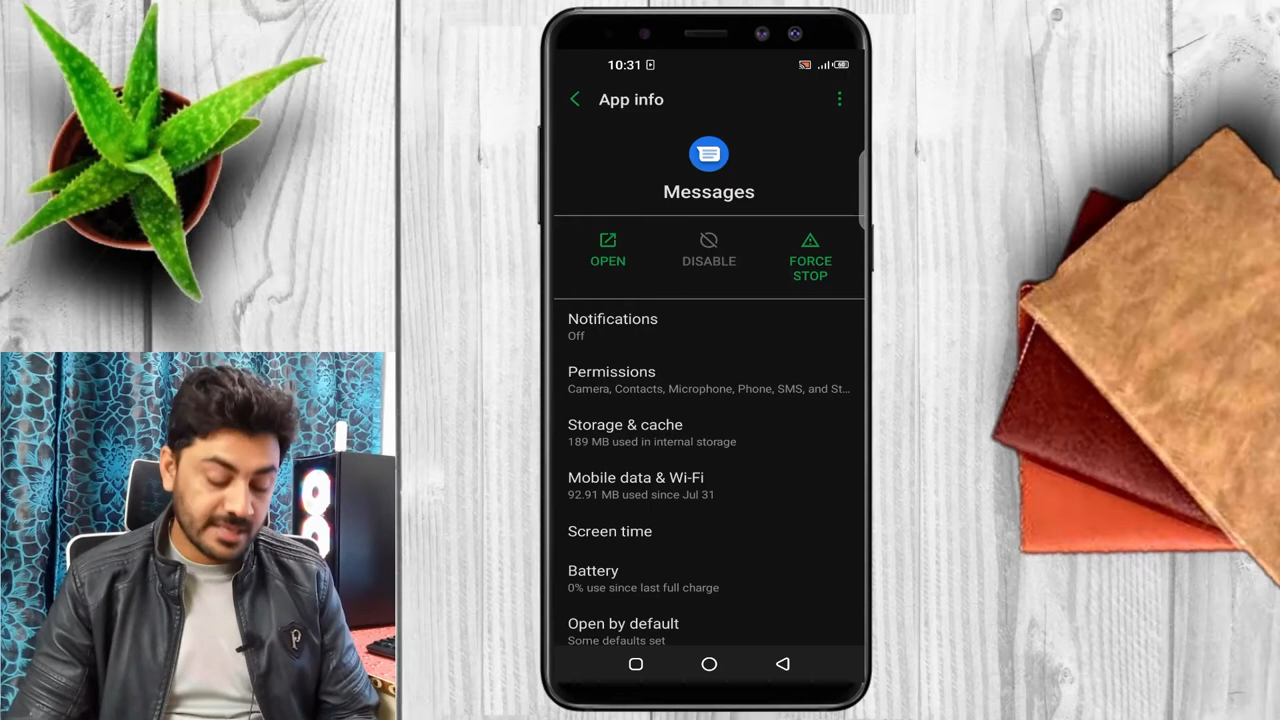 10:31
App info
Messages
OPEN
DISABLE
FORCE
STOP
Notifications
Off
Permissions
Camera, Contacts, Microphone, Phone, SMS, and St...
Storage & cache
189 MB used in internal storage
Mobile data & Wi-Fi
92.91 MB used since Jul 31
Screen time
Battery
0% use since last full charge
Open by default
Some defaults set